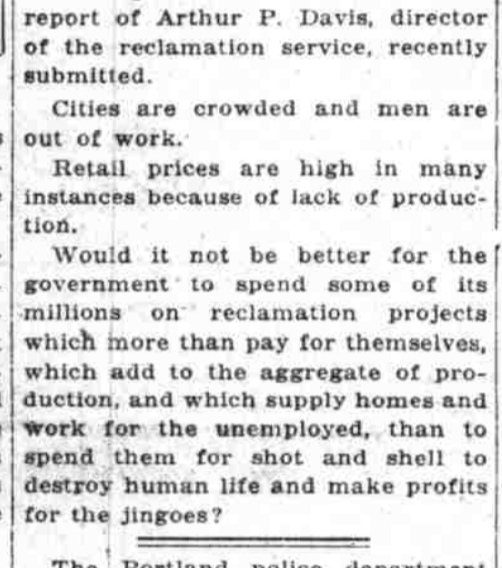 report of Arthur P. Davis, director
of the reclamation service, recently
submitted.
Cities are crowded and men are
out of work.
Retail prices are high in many
instances because of lack of produc-
tion.
Would it not be better for the
government to spend some of its
millions on reclamation projects
which more than pay for themselves,
which add to the aggregate of pro-
duction, and which supply homes and
work for the unemployed, than to
spend them for shot and shell to
destroy human life and make profits
for the jingoes?
The Portland police department